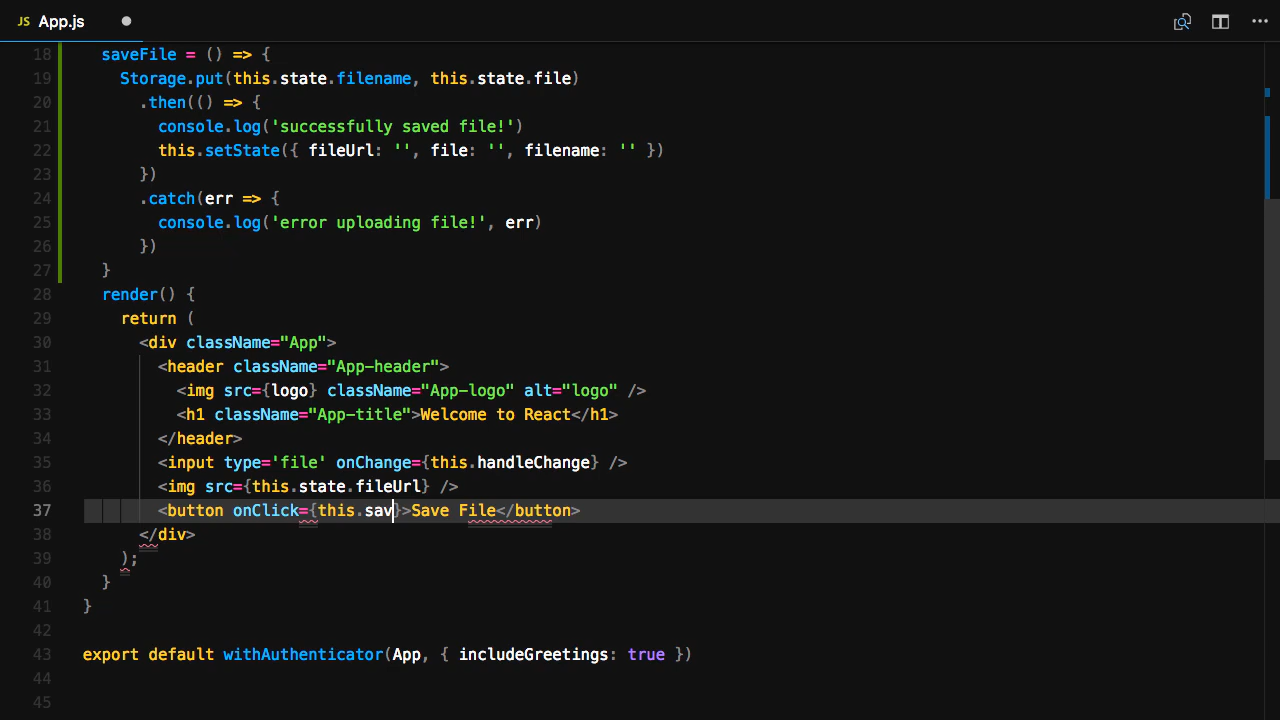 JS App.js
18 saveFile = () => {
19 Storage.put(this.state.filename, this.state.file)
20 .then(() => {
21 console.log('successfully saved file!')
22 this.setState({ fileUrl: '', file: '', filename: '' })
23 })
24 .catch(err => {
25 console.log('error uploading file!', err)
26 })
27 }
28 render() {
29 return (
30 <div className="App">
31 <header className="App-header">
32 <img src={logo} className="App-logo" alt="logo" />
33 <h1 className="App-title">Welcome to React</h1>
34 </header>
35 <input type='file' onChange={this.handleChange} />
36 <img src={this.state.fileUrl} />
37 <button onClick={this.sav}>Save File</button>
38 </div>
39 );
40 }
41 }
42
43 export default withAuthenticator(App, { includeGreetings: true })
44
45